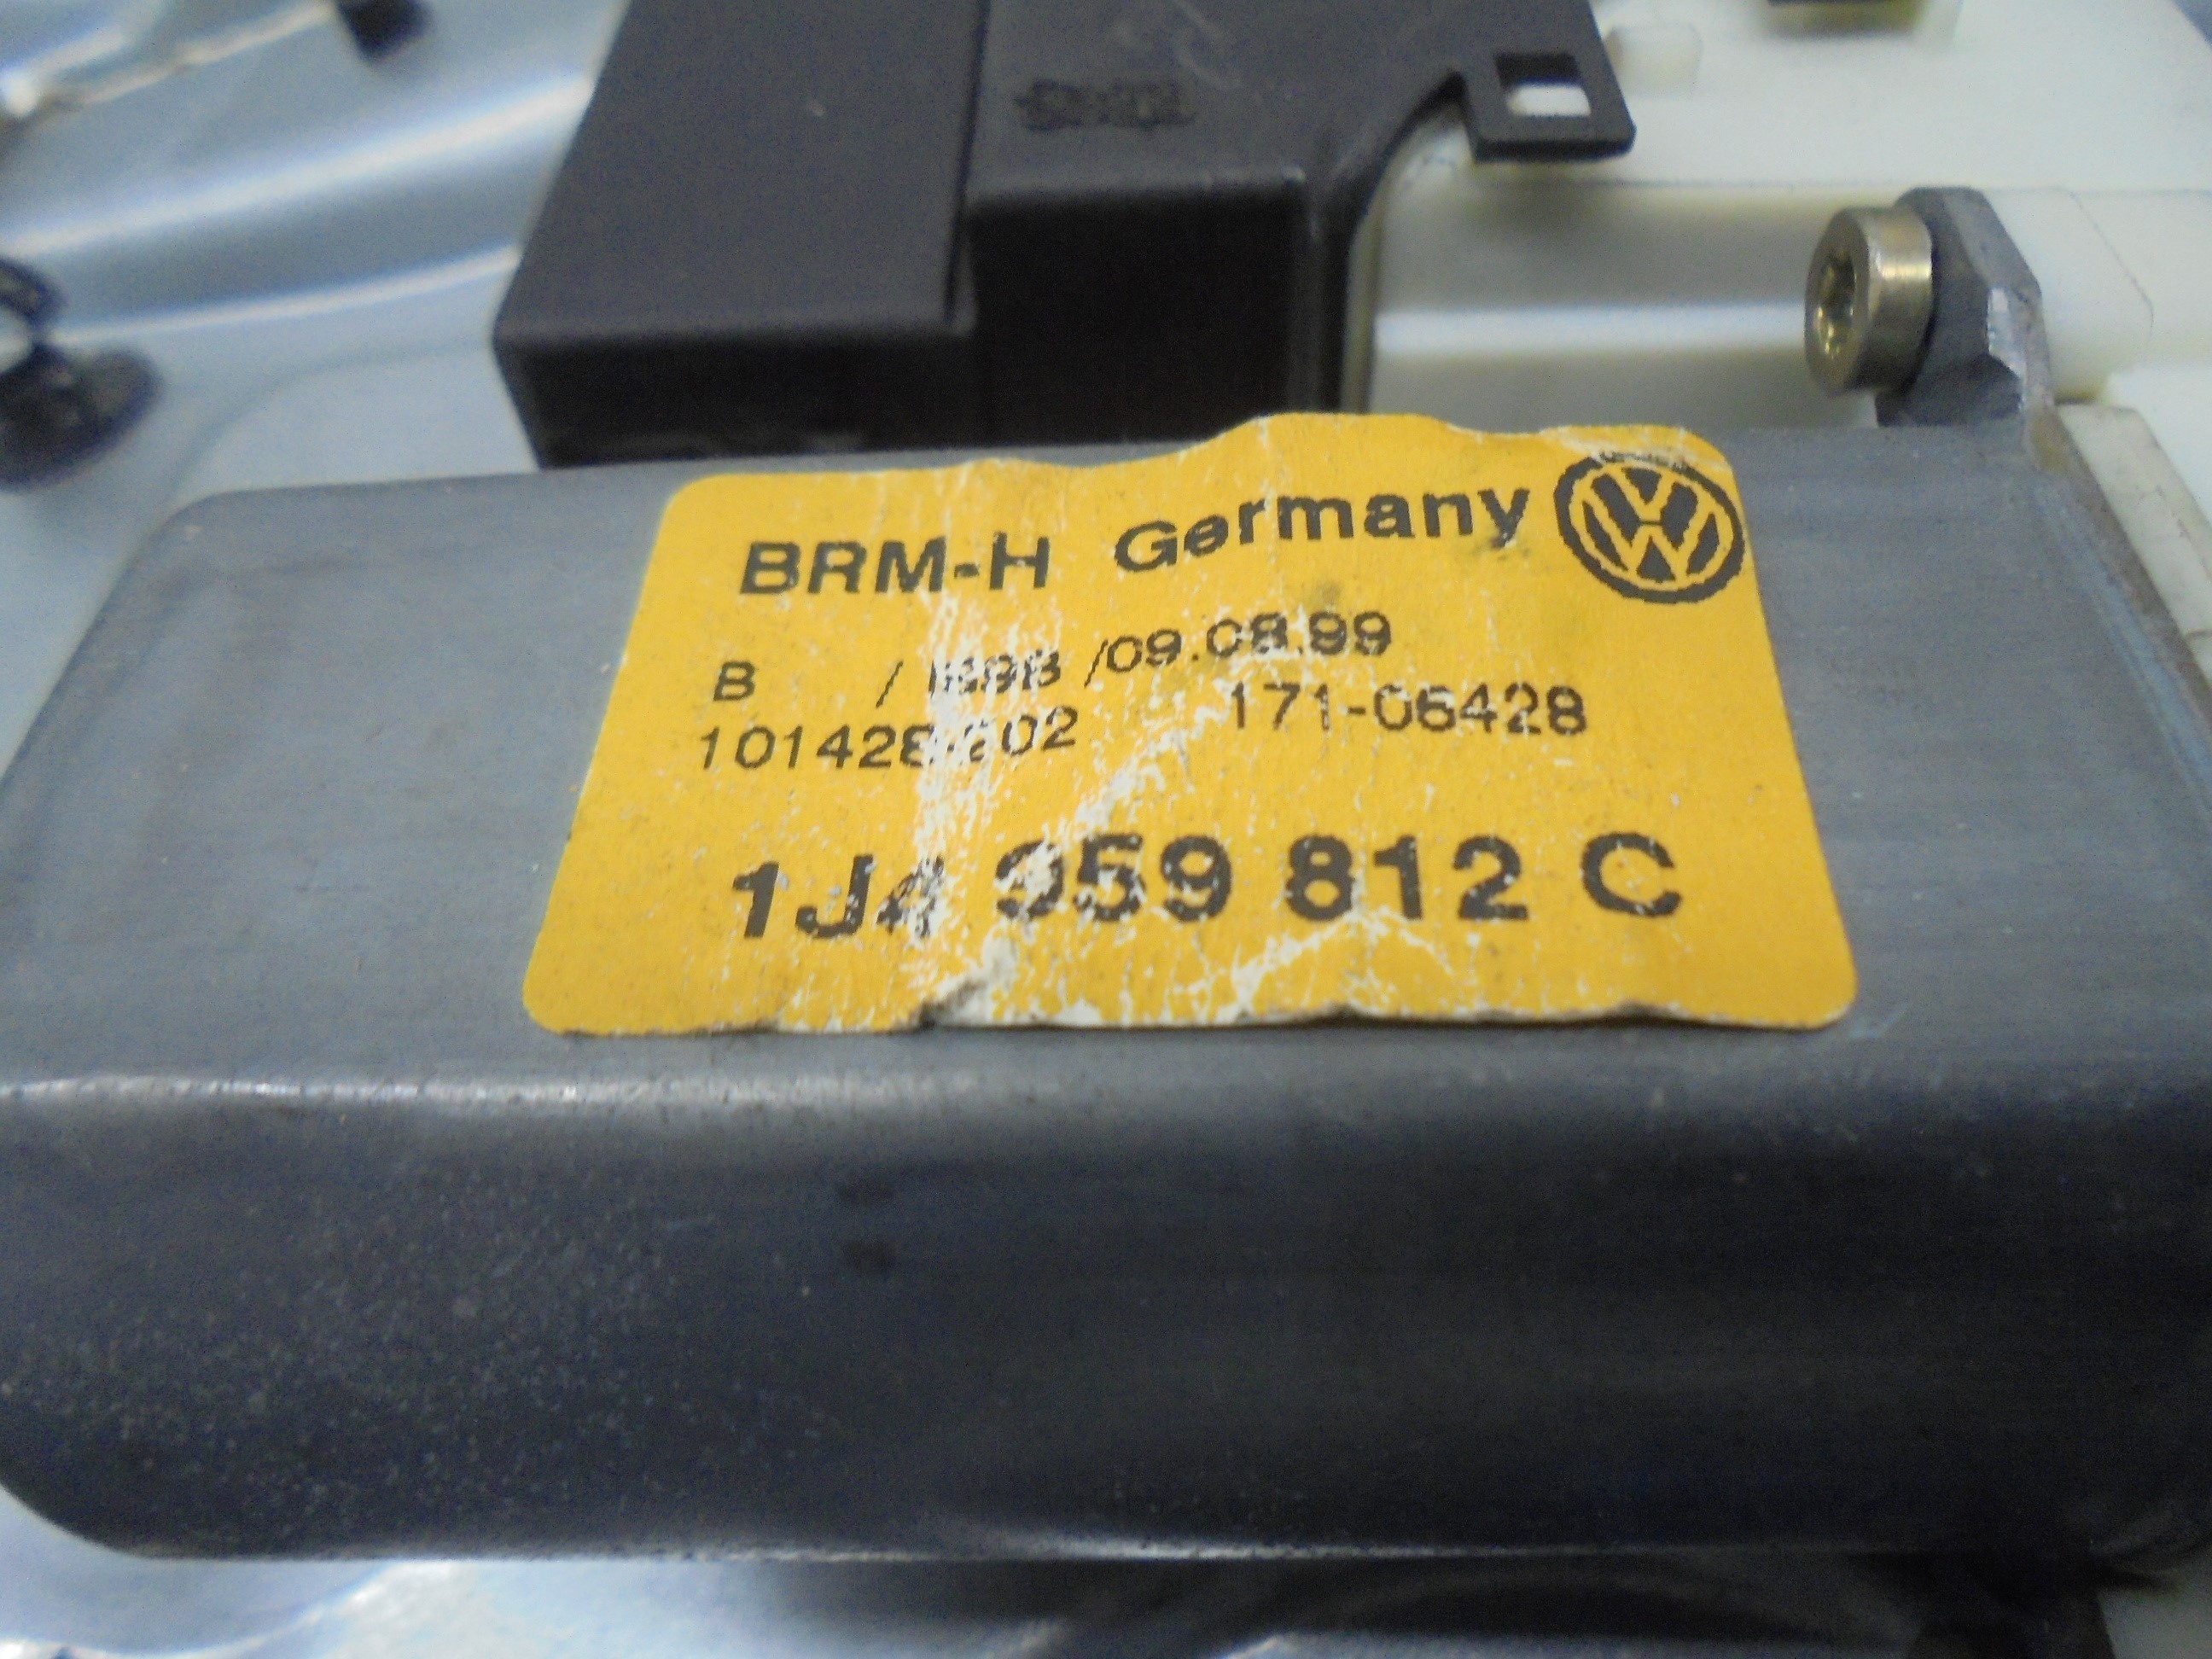 BRM-H Germany
B / /09.08.99
171-06428
1J4 959 812 C